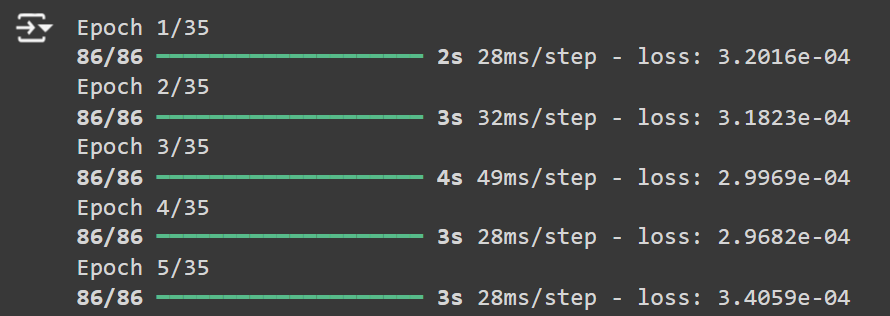 Epoch 1/35
86/86 ━━━━━━━━━━━━━━━━━━━━ 2s 28ms/step - loss: 3.2016e-04
Epoch 2/35
86/86 ━━━━━━━━━━━━━━━━━━━━ 3s 32ms/step - loss: 3.1823e-04
Epoch 3/35
86/86 ━━━━━━━━━━━━━━━━━━━━ 4s 49ms/step - loss: 2.9969e-04
Epoch 4/35
86/86 ━━━━━━━━━━━━━━━━━━━━ 3s 28ms/step - loss: 2.9682e-04
Epoch 5/35
86/86 ━━━━━━━━━━━━━━━━━━━━ 3s 28ms/step - loss: 3.4059e-04